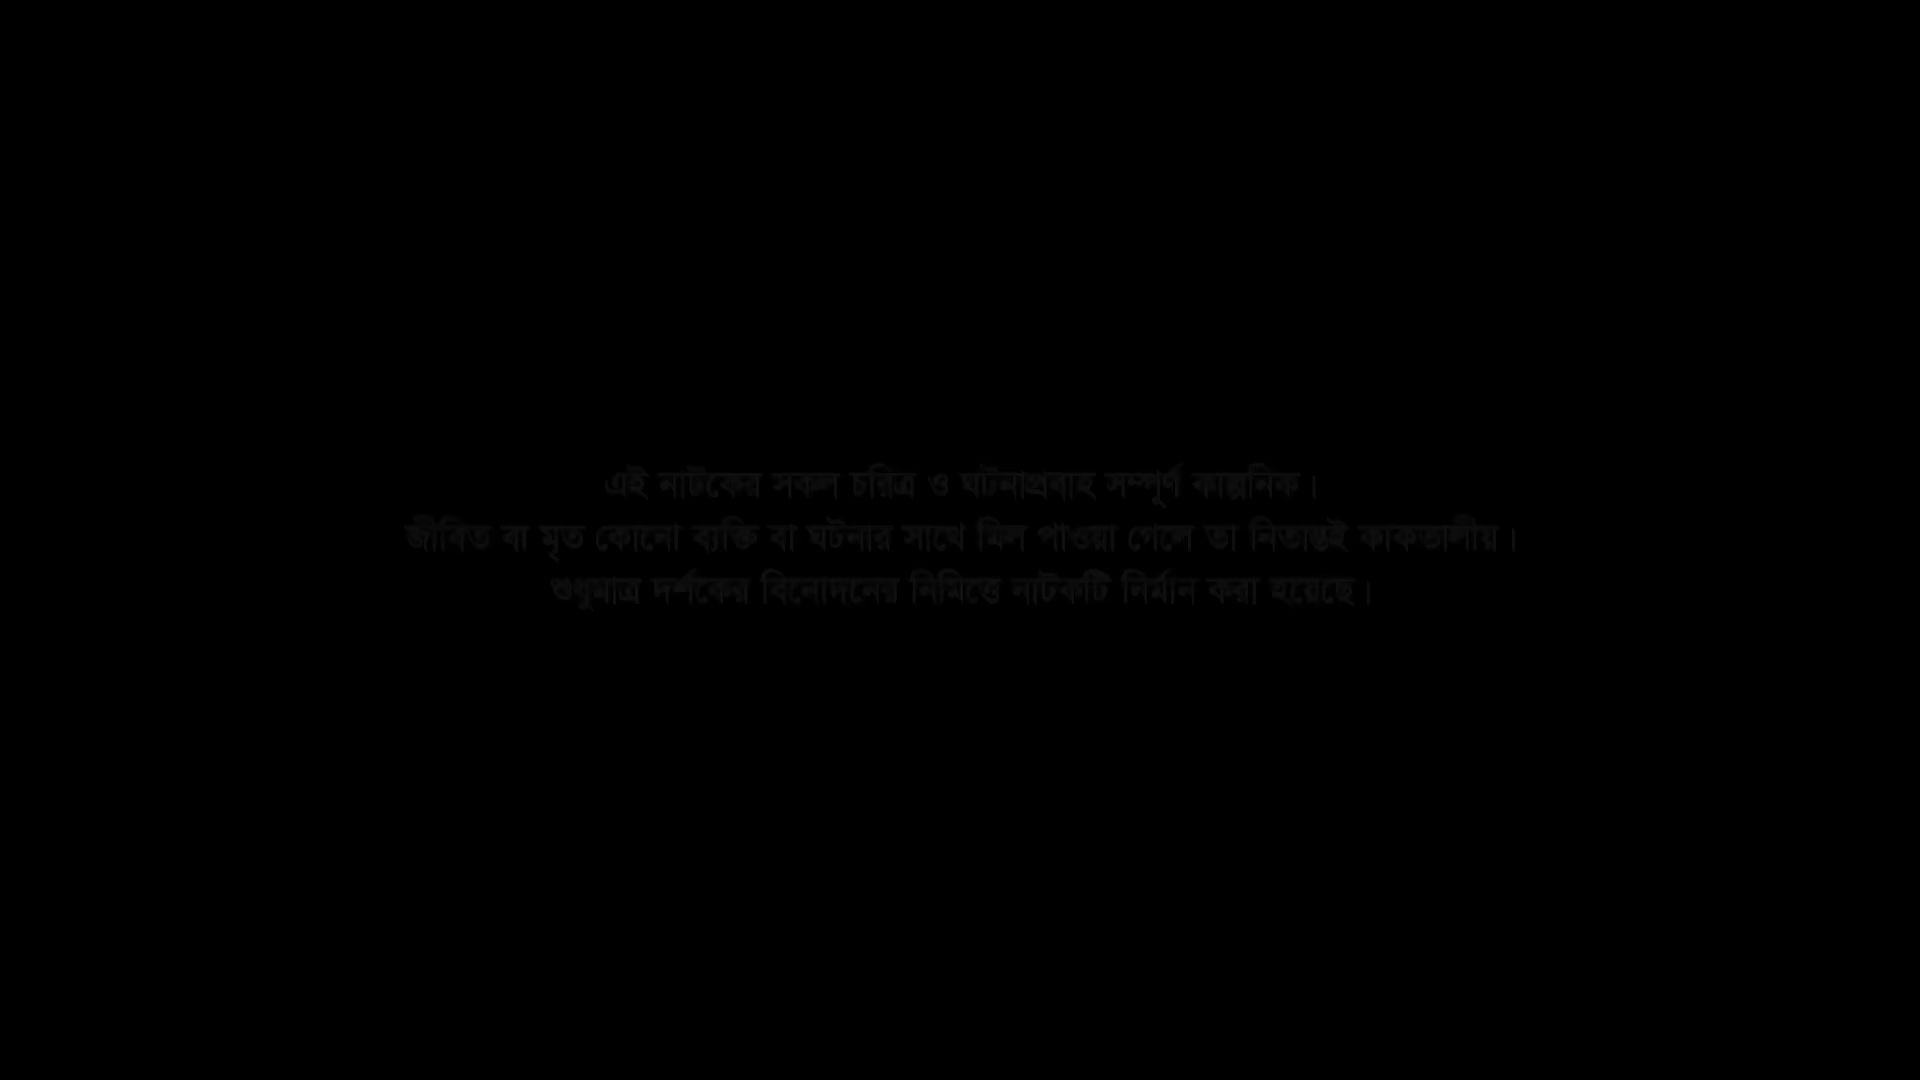 এই নাটকের সকল চরিত্র ও ঘটনাপ্রবাহ সম্পূর্ণ কাল্পনিক।
জীবিত বা মৃত কোনো ব্যক্তি বা ঘটনার সাথে মিল পাওয়া গেলে তা নিতান্তই কাকতালীয়।
শুধুমাত্র দর্শকের বিনোদনের নিমিত্তে নাটকটি নির্মান করা হয়েছে।